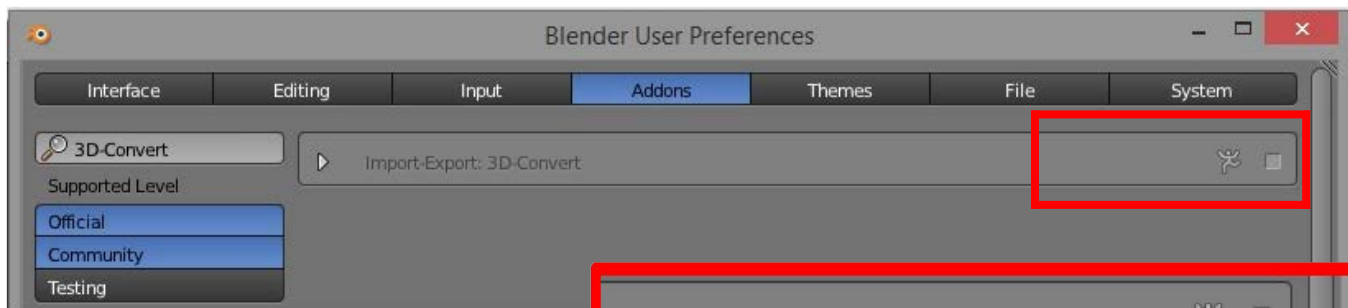 Blender User Preferences
Interface Editing Input Addons Themes File System
3D-Convert
Import-Export: 3D-Convert
Supported Level
Official
Community
Testing